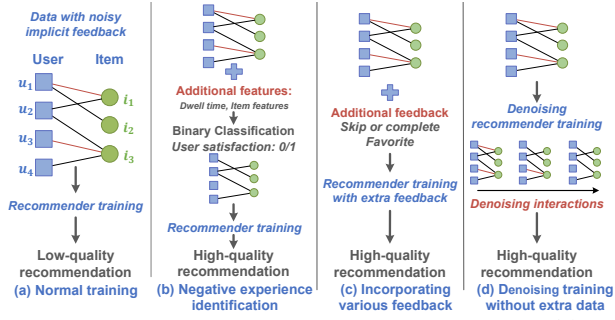 Data with noisy
implicit feedback
User
Item
u1
u2
u3
u4
i1
i2
i3
Recommender training
Low-quality
recommendation
(a) Normal training
Additional features:
Dwell time, Item features
Binary Classification
User satisfaction: 0/1
Recommender training
High-quality
recommendation
(b) Negative experience
identification
Additional feedback
Skip or complete
Favorite
Recommender training
with extra feedback
High-quality
recommendation
(c) Incorporating
various feedback
Denoising
recommender training
Denoising interactions
High-quality
recommendation
(d) Denoising training
without extra data